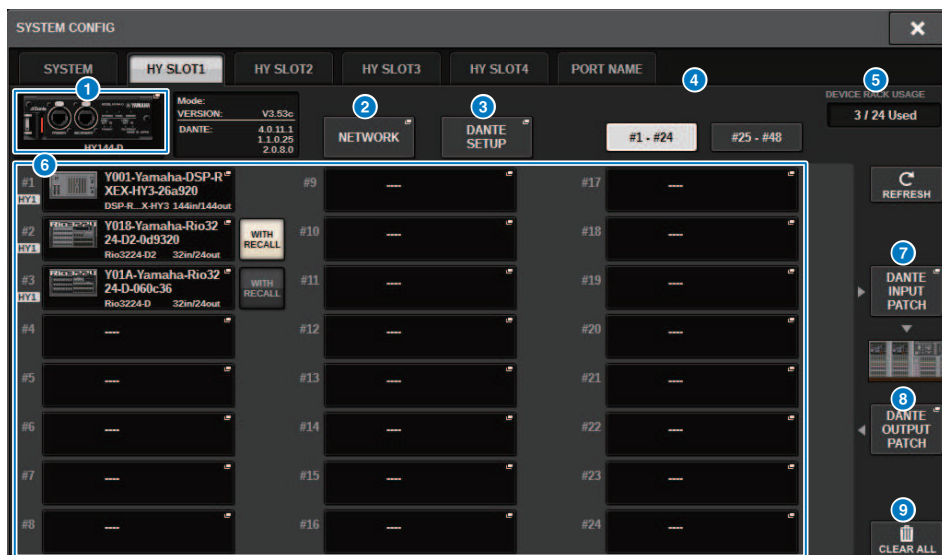 SYSTEM CONFIG
SYSTEM
HY SLOT1
HY SLOT2
HY SLOT3
HY SLOT4
PORT NAME
1
2
3
4
5
DEVICE RACK USAGE
3 / 24 Used
HY144-D
Mode:
VERSION: V3.53c
DANTE: 4.0.11.1
1.1.0.25
2.0.8.0
NETWORK
DANTE
SETUP
#1 - #24
#25 - #48
6
#1
HY1
Y001-Yamaha-DSP-R
XEX-HY3-26a920
DSP-R...X-HY3 144in/144out
#2
HY1
Y018-Yamaha-Rio32
24-D2-0d9320
Rio3224-D2 32in/24out
WITH
RECALL
#3
HY1
Y01A-Yamaha-Rio32
24-D-060c36
Rio3224-D 32in/24out
WITH
RECALL
#4 ----
#5 ----
#6 ----
#7 ----
#8 ----
#9 ----
#10 ----
#11 ----
#12 ----
#13 ----
#14 ----
#15 ----
#16 ----
#17 ----
#18 ----
#19 ----
#20 ----
#21 ----
#22 ----
#23 ----
#24 ----
REFRESH
7
DANTE
INPUT
PATCH
8
DANTE
OUTPUT
PATCH
9
CLEAR ALL